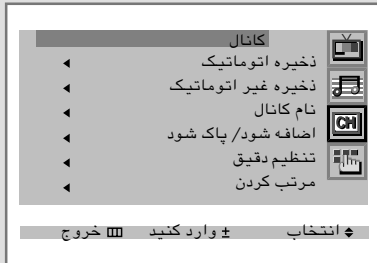 کانال
ذخیره اتوماتیک
ذخیره غیر اتوماتیک
نام کانال
CH
اضافه شود/ پاک شود
تنظیم دقیق
مرتب کردن
انتخاب ± وارد کنید خروج